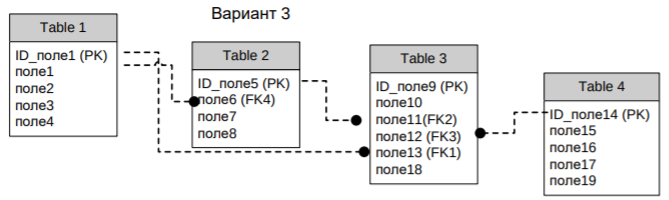 Вариант 3
Table 1
ID_поле1 (PK)
поле1
поле2
поле3
поле4
Table 2
ID_поле5 (PK)
поле6 (FK4)
поле7
поле8
Table 3
ID_поле9 (PK)
поле10
поле11(FK2)
поле12 (FK3)
поле13 (FK1)
поле18
Table 4
ID_поле14 (PK)
поле15
поле16
поле17
поле19